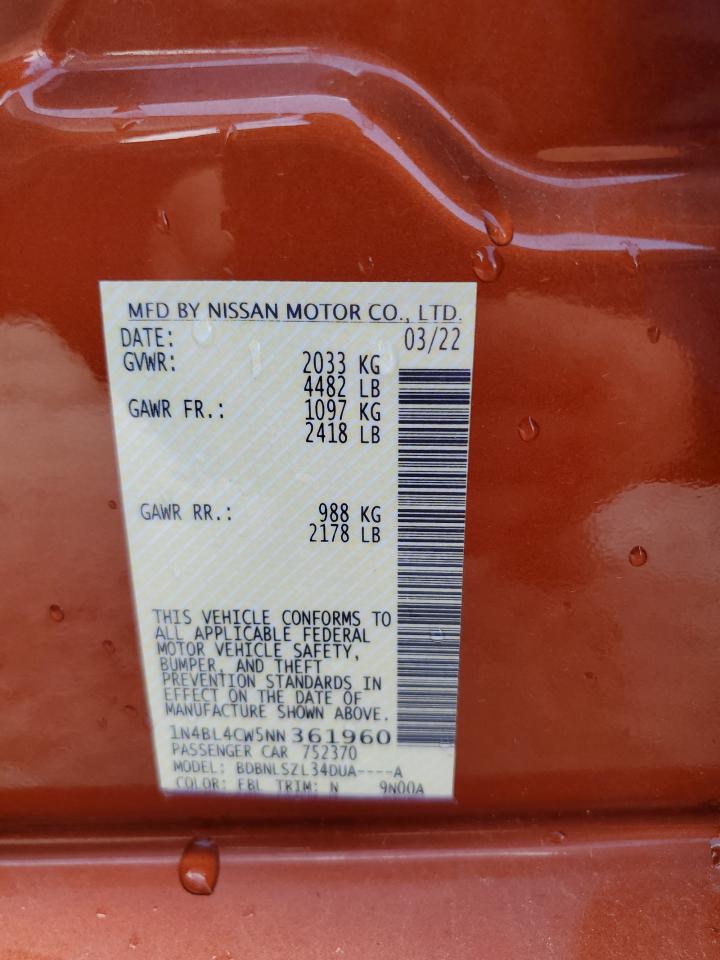 MFD BY NISSAN MOTOR CO., LTD.
DATE: 03/22
GVWR: 2033 KG
4482 LB
GAWR FR.: 1097 KG
2418 LB
GAWR RR.: 988 KG
2178 LB
THIS VEHICLE CONFORMS TO
ALL APPLICABLE FEDERAL
MOTOR VEHICLE SAFETY,
BUMPER, AND THEFT
PREVENTION STANDARDS IN
EFFECT ON THE DATE OF
MANUFACTURE SHOWN ABOVE.
1N4BL4CW5NN361960
PASSENGER CAR 752370
MODEL: BDBNLSZL34DUA----A
COLOR: EBL TRIM: N 9N00A